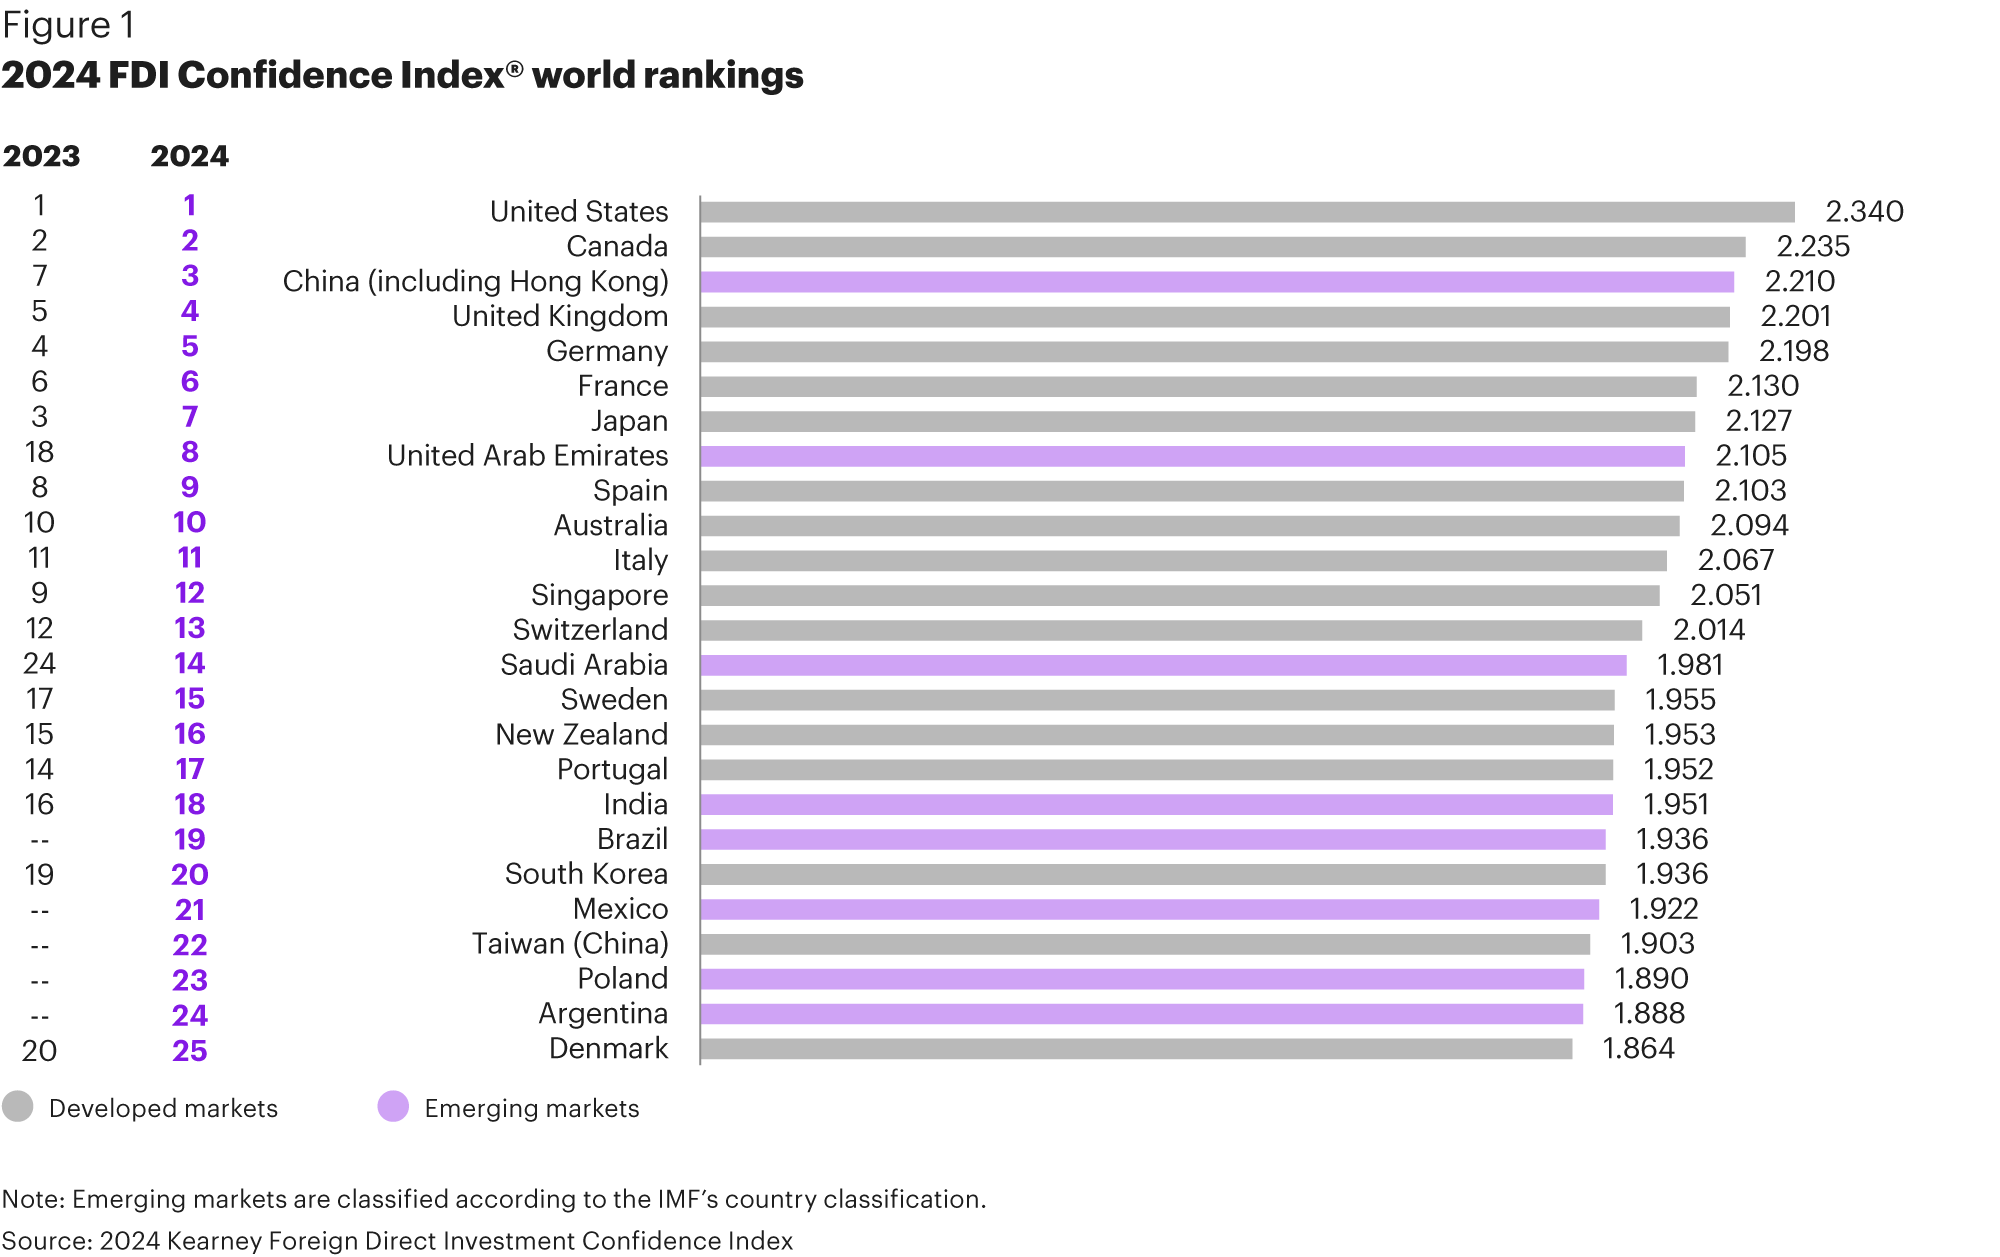 Figure 1
2024 FDI Confidence Index® world rankings
2023 2024
1 1 United States 2.340
2 2 Canada 2.235
7 3 China (including Hong Kong) 2.210
5 4 United Kingdom 2.201
4 5 Germany 2.198
6 6 France 2.130
3 7 Japan 2.127
18 8 United Arab Emirates 2.105
8 9 Spain 2.103
10 10 Australia 2.094
11 11 Italy 2.067
9 12 Singapore 2.051
12 13 Switzerland 2.014
24 14 Saudi Arabia 1.981
17 15 Sweden 1.955
15 16 New Zealand 1.953
14 17 Portugal 1.952
16 18 India 1.951
-- 19 Brazil 1.936
19 20 South Korea 1.936
-- 21 Mexico 1.922
-- 22 Taiwan (China) 1.903
-- 23 Poland 1.890
-- 24 Argentina 1.888
20 25 Denmark 1.864
Developed markets Emerging markets
Note: Emerging markets are classified according to the IMF’s country classification.
Source: 2024 Kearney Foreign Direct Investment Confidence Index